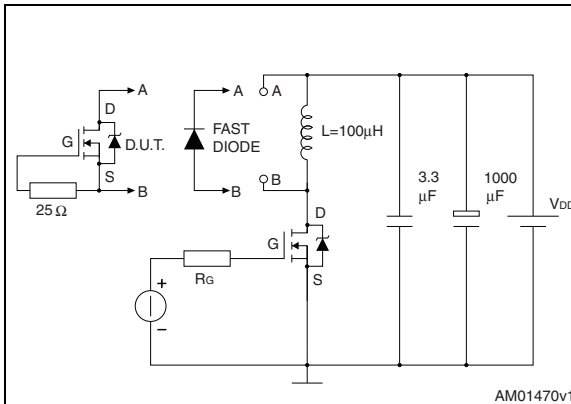 A
A
A
D
G
D.U.T.
FAST
DIODE
L=100µH
S
B
B
B
25 Ω
3.3
µF
1000
µF
VDD
D
G
S
RG
+
–
AM01470v1